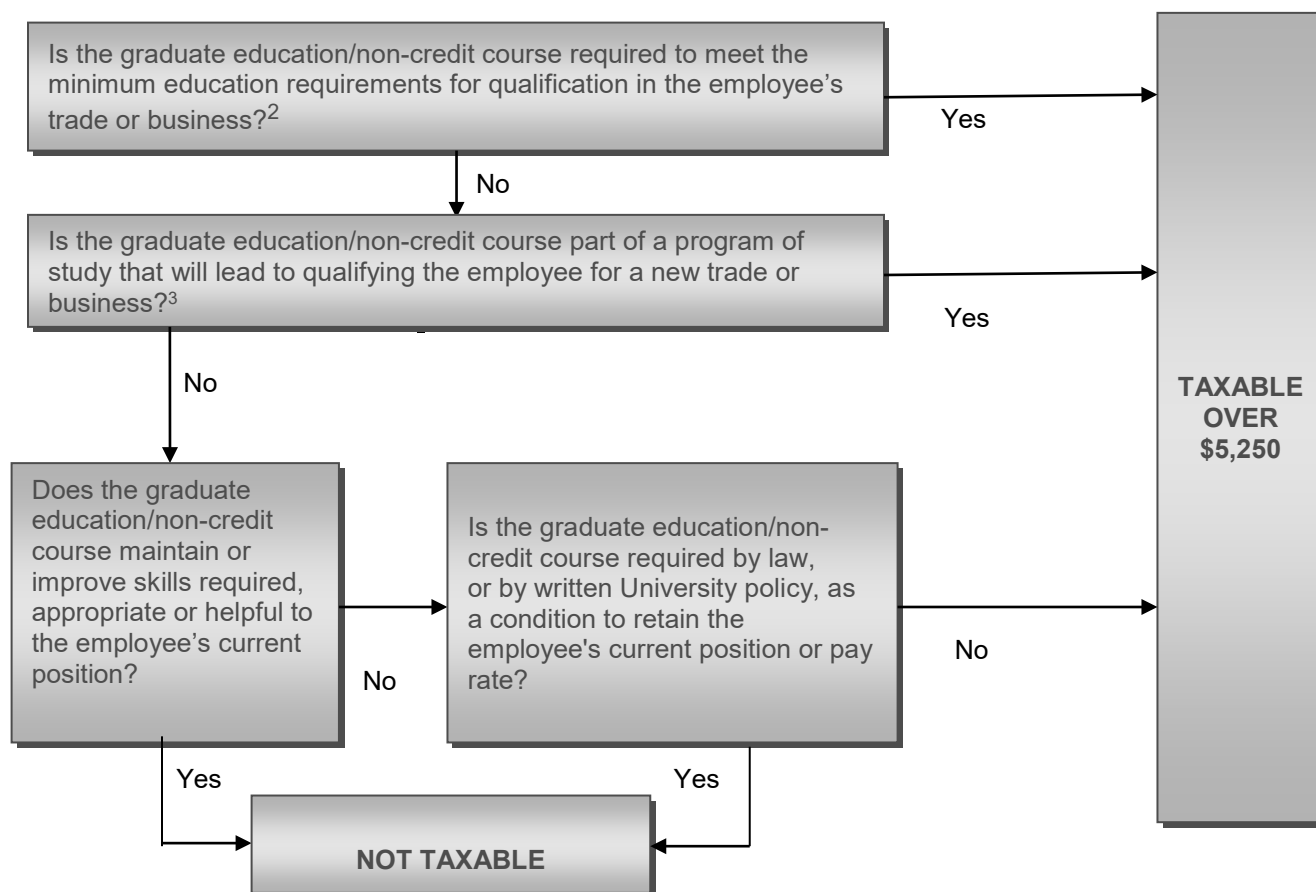 Is the graduate education/non-credit course required to meet the
minimum education requirements for qualification in the employee’s
trade or business?2
Yes
No
Is the graduate education/non-credit course part of a program of
study that will lead to qualifying the employee for a new trade or
business?3
Yes
No
TAXABLE
OVER
$5,250
Does the graduate
education/non-credit
course maintain or
improve skills required,
appropriate or helpful to
the employee’s current
position?
No
Is the graduate education/non-
credit course required by law,
or by written University policy, as
a condition to retain the
employee's current position or pay
rate?
No
Yes
Yes
NOT TAXABLE